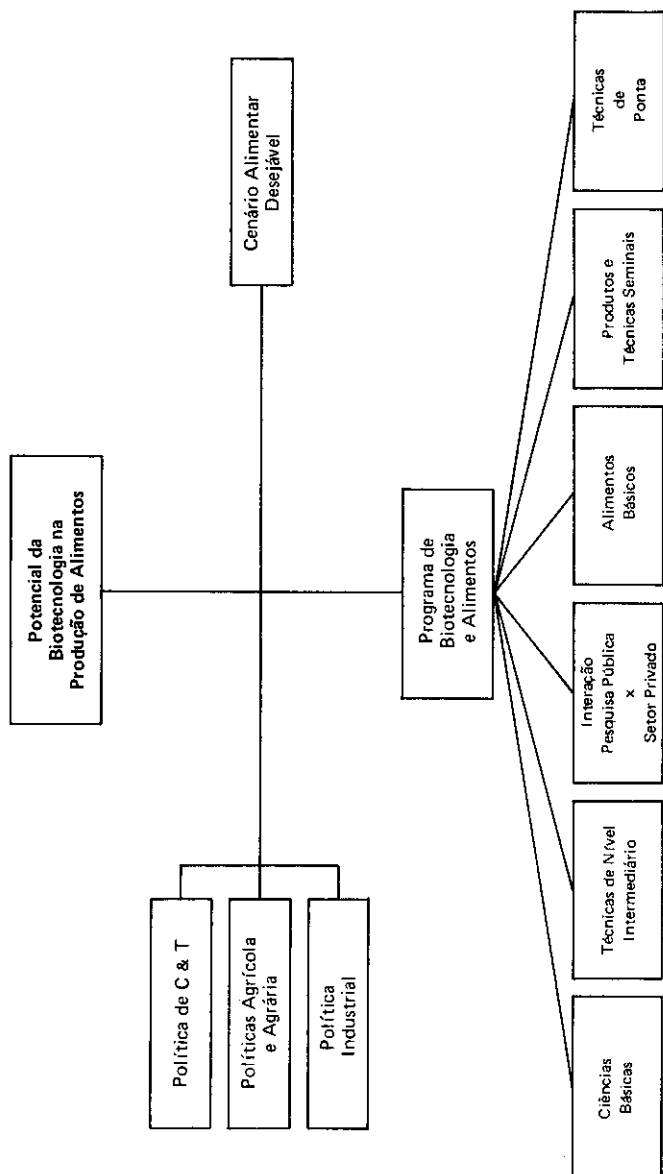 Potencial da
Biotecnologia na
Produção de Alimentos
Política de C & T
Políticas Agrícola
e Agrária
Política
Industrial
Cenário Alimentar
Desejável
Programa de
Biotecnologia
e Alimentos
Ciências
Básicas
Técnicas de Nível
Intermediário
Interação
Pesquisa Pública
x
Setor Privado
Alimentos
Básicos
Produtos e
Técnicas Seminais
Técnicas
de
Ponta